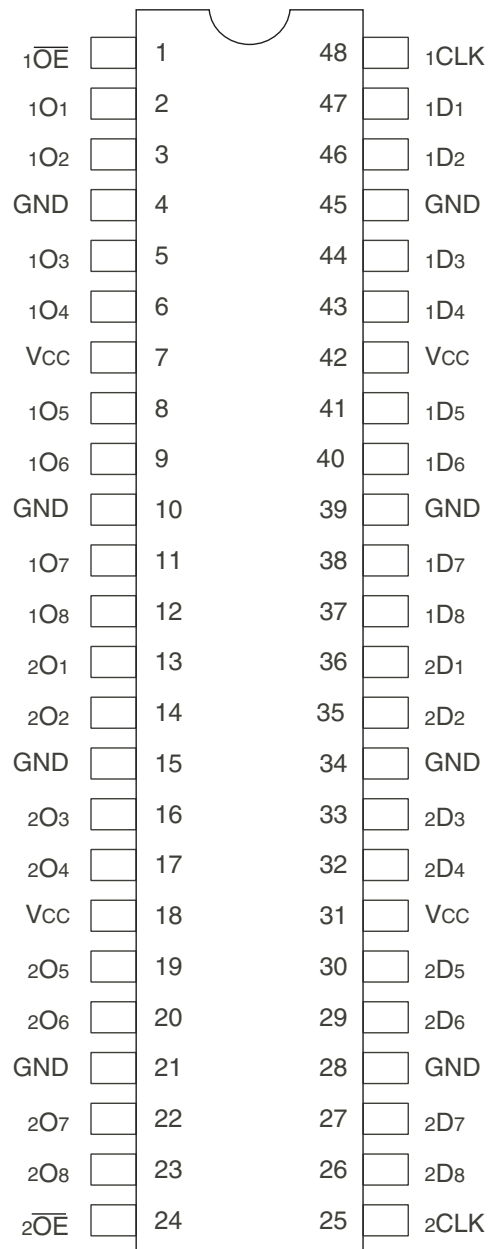 1O̅E̅ 1 48 1CLK
1O1 2 47 1D1
1O2 3 46 1D2
GND 4 45 GND
1O3 5 44 1D3
1O4 6 43 1D4
VCC 7 42 VCC
1O5 8 41 1D5
1O6 9 40 1D6
GND 10 39 GND
1O7 11 38 1D7
1O8 12 37 1D8
2O1 13 36 2D1
2O2 14 35 2D2
GND 15 34 GND
2O3 16 33 2D3
2O4 17 32 2D4
VCC 18 31 VCC
2O5 19 30 2D5
2O6 20 29 2D6
GND 21 28 GND
2O7 22 27 2D7
2O8 23 26 2D8
2O̅E̅ 24 25 2CLK